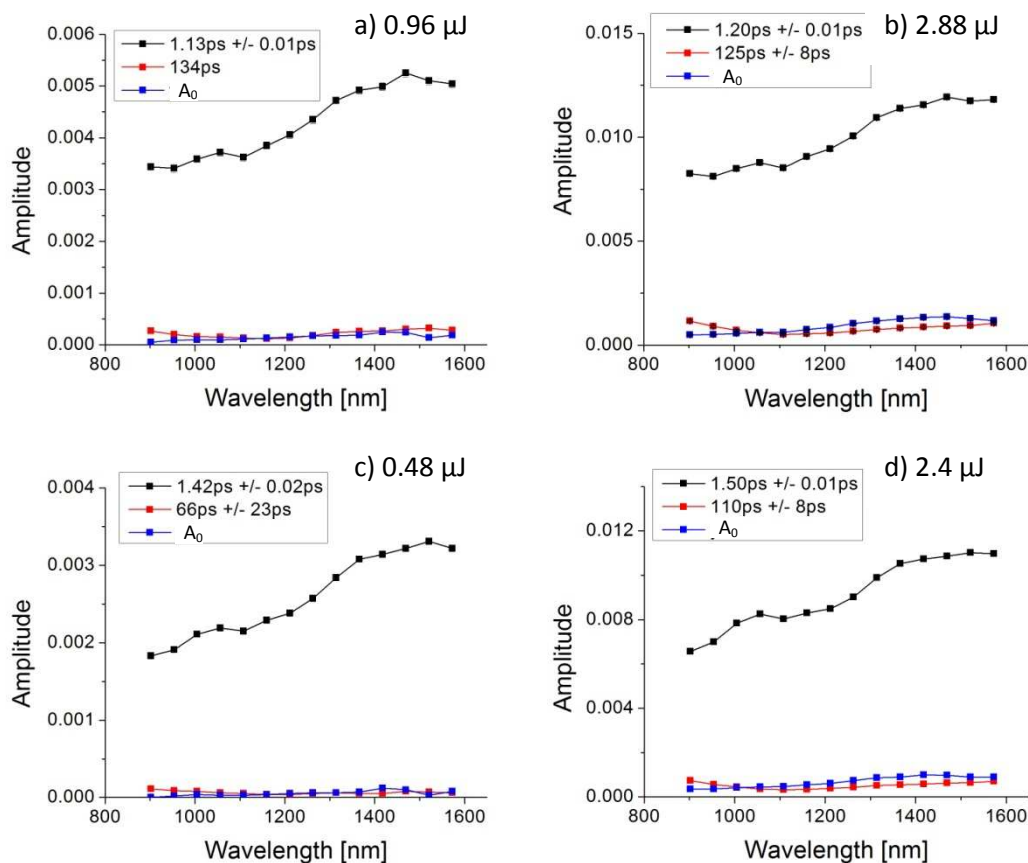 a) 0.96 µJ
0.006
0.005
0.004
0.003
0.002
0.001
0.000
Amplitude
1.13ps +/- 0.01ps
134ps
A₀
800 1000 1200 1400 1600
Wavelength [nm]
b) 2.88 µJ
0.015
0.010
0.005
0.000
Amplitude
1.20ps +/- 0.01ps
125ps +/- 8ps
A₀
800 1000 1200 1400 1600
Wavelength [nm]
c) 0.48 µJ
0.004
0.003
0.002
0.001
0.000
Amplitude
1.42ps +/- 0.02ps
66ps +/- 23ps
A₀
800 1000 1200 1400 1600
Wavelength [nm]
d) 2.4 µJ
0.012
0.008
0.004
0.000
Amplitude
1.50ps +/- 0.01ps
110ps +/- 8ps
A₀
800 1000 1200 1400 1600
Wavelength [nm]